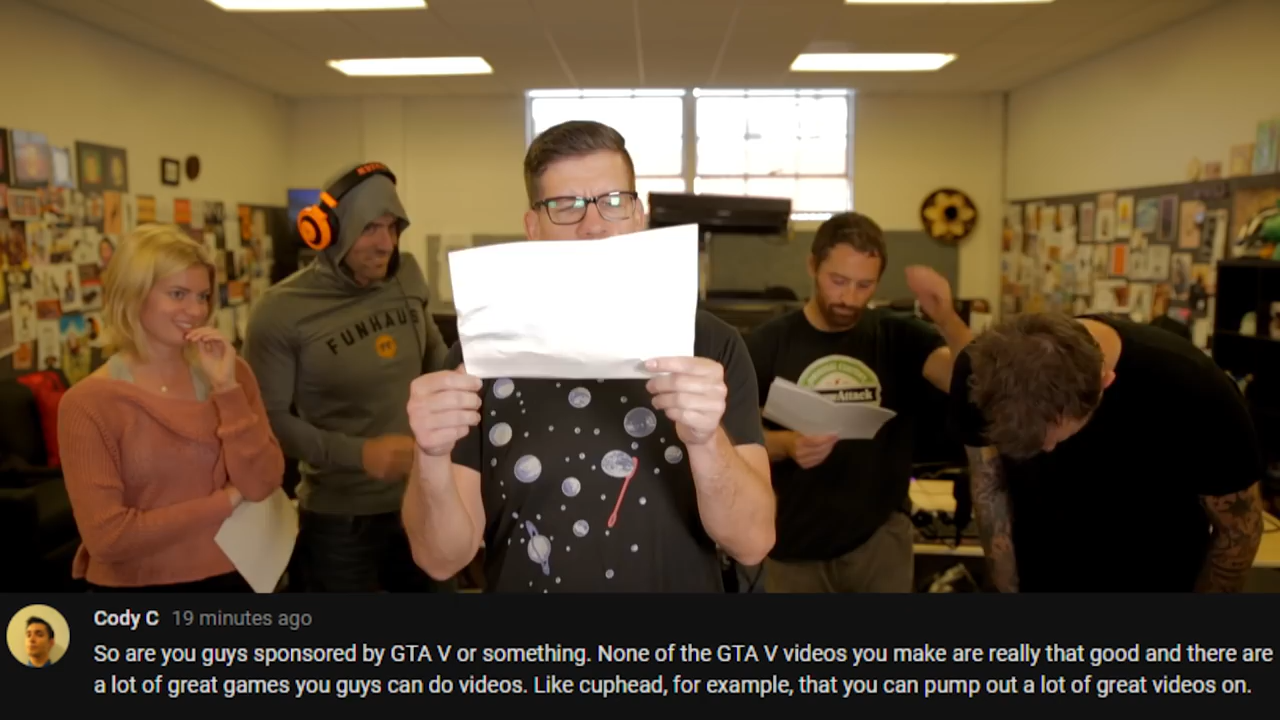 FUNHAUS
Attack
Cody C 19 minutes ago
So are you guys sponsored by GTA V or something. None of the GTA V videos you make are really that good and there are
a lot of great games you guys can do videos. Like cuphead, for example, that you can pump out a lot of great videos on.